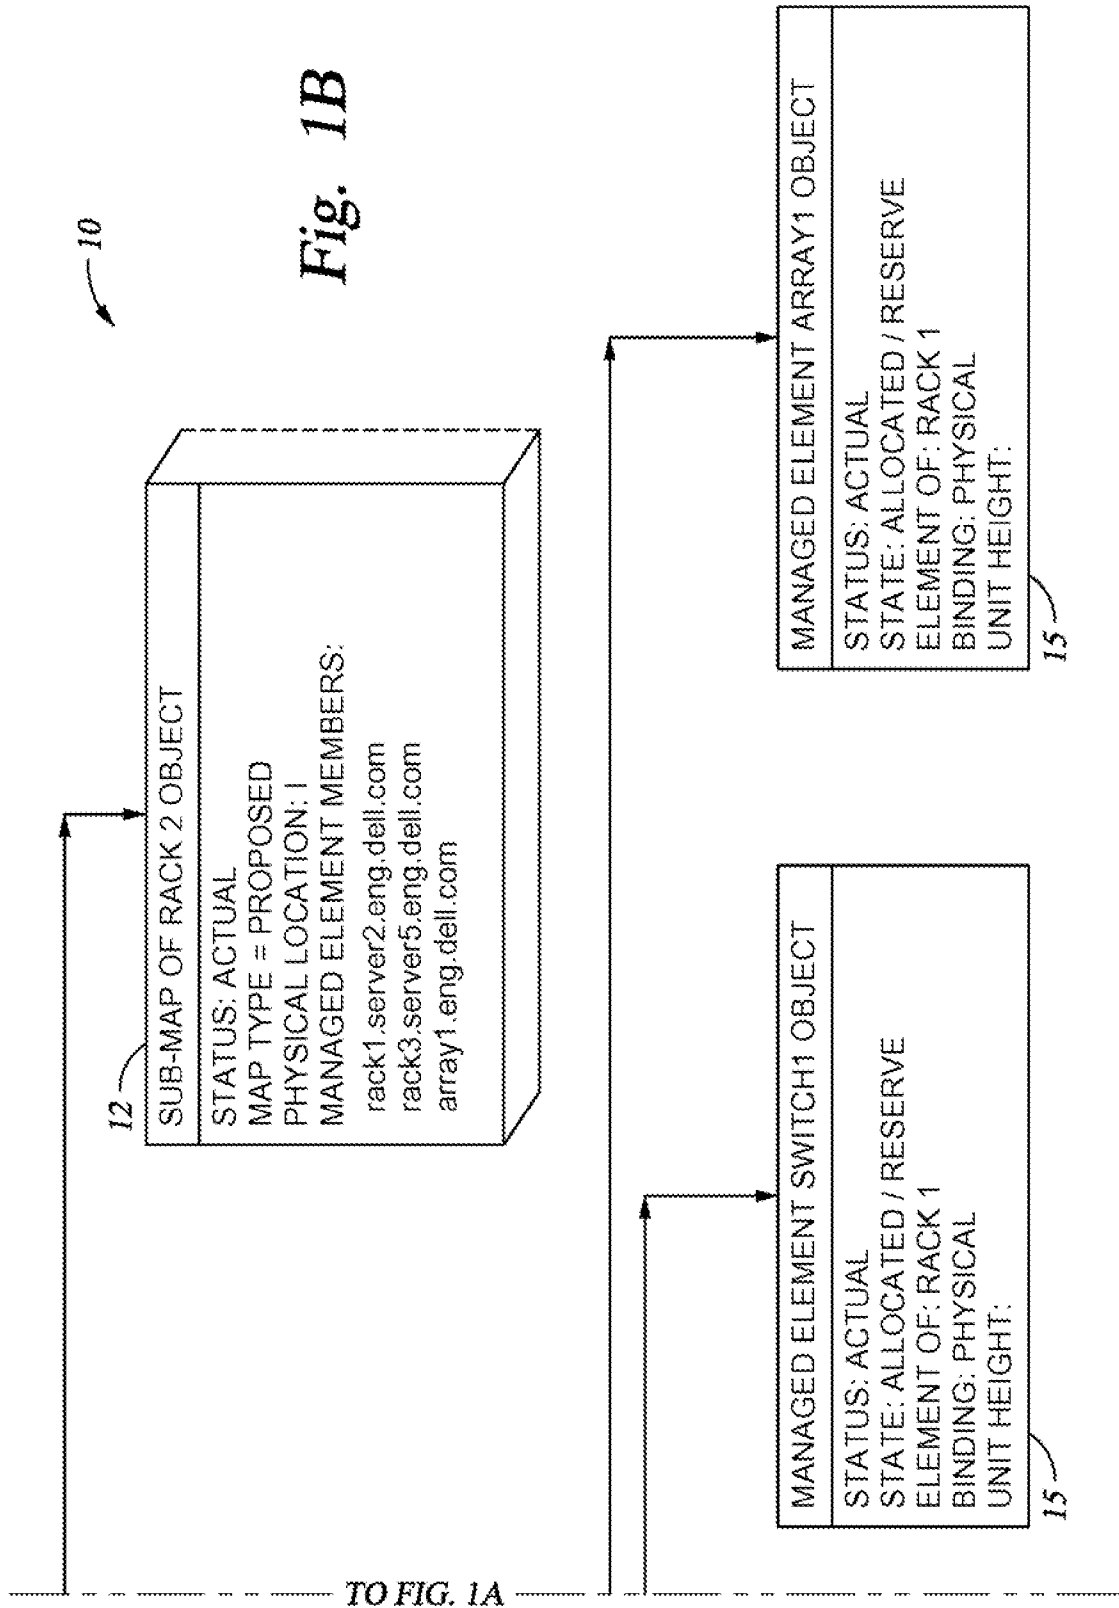 10
Fig. 1B
12
SUB-MAP OF RACK 2 OBJECT
STATUS: ACTUAL
MAP TYPE = PROPOSED
PHYSICAL LOCATION: I
MANAGED ELEMENT MEMBERS:
rack1.server2.eng.dell.com
rack3.server5.eng.dell.com
array1.eng.dell.com
TO FIG. 1A
MANAGED ELEMENT SWITCH1 OBJECT
STATUS: ACTUAL
STATE: ALLOCATED / RESERVE
ELEMENT OF: RACK 1
BINDING: PHYSICAL
UNIT HEIGHT:
15
MANAGED ELEMENT ARRAY1 OBJECT
STATUS: ACTUAL
STATE: ALLOCATED / RESERVE
ELEMENT OF: RACK 1
BINDING: PHYSICAL
UNIT HEIGHT:
15